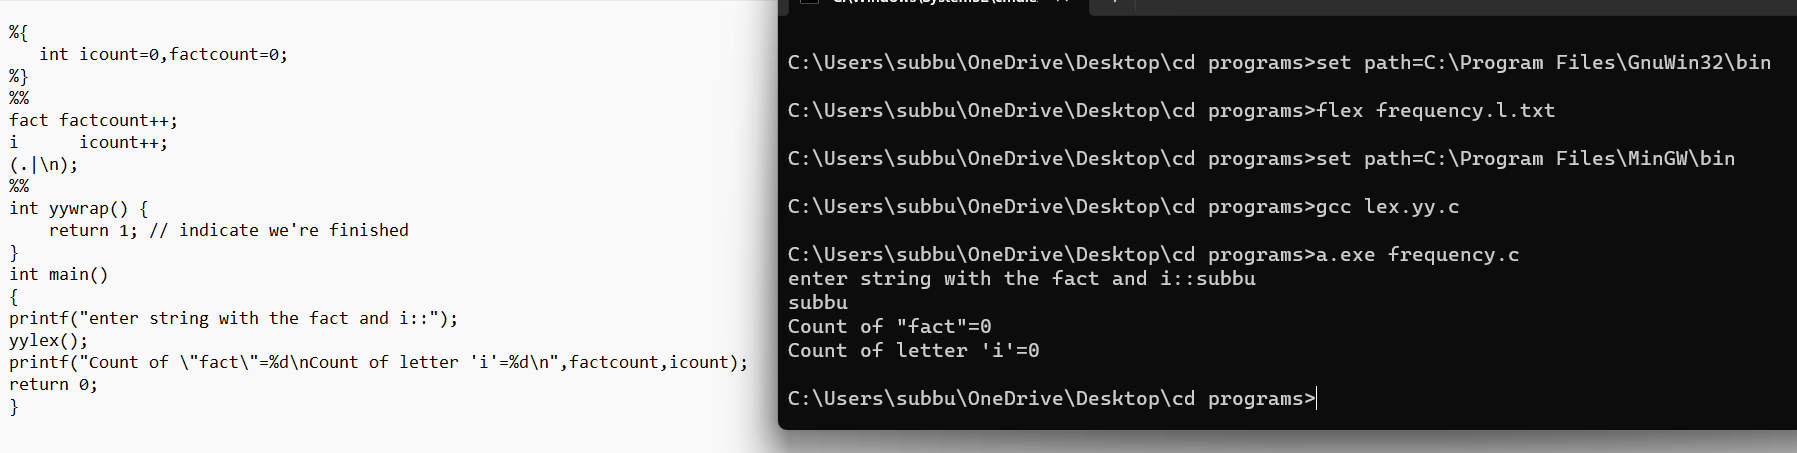 %{
   int icount=0,factcount=0;
%}
%%
fact factcount++;
i      icount++;
(.|\n);
%%
int yywrap() {
    return 1; // indicate we're finished
}
int main()
{
printf("enter string with the fact and i::");
yylex();
printf("Count of \"fact\"=%d\nCount of letter 'i'=%d\n",factcount,icount);
return 0;
}
C:\Users\subbu\OneDrive\Desktop\cd programs>set path=C:\Program Files\GnuWin32\bin
C:\Users\subbu\OneDrive\Desktop\cd programs>flex frequency.l.txt
C:\Users\subbu\OneDrive\Desktop\cd programs>set path=C:\Program Files\MinGW\bin
C:\Users\subbu\OneDrive\Desktop\cd programs>gcc lex.yy.c
C:\Users\subbu\OneDrive\Desktop\cd programs>a.exe frequency.c
enter string with the fact and i::subbu
subbu
Count of "fact"=0
Count of letter 'i'=0
C:\Users\subbu\OneDrive\Desktop\cd programs>